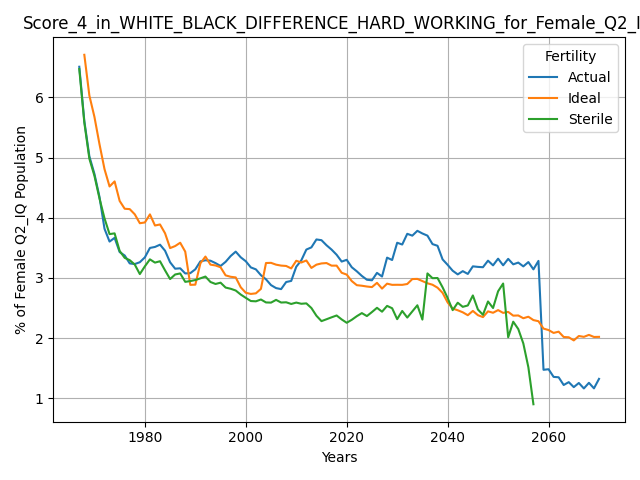 Score_4_in_WHITE_BLACK_DIFFERENCE_HARD_WORKING_for_Female_Q2_I
Fertility
Actual
Ideal
Sterile
% of Female Q2_IQ Population
6
5
4
3
2
1
1980 2000 2020 2040 2060
Years